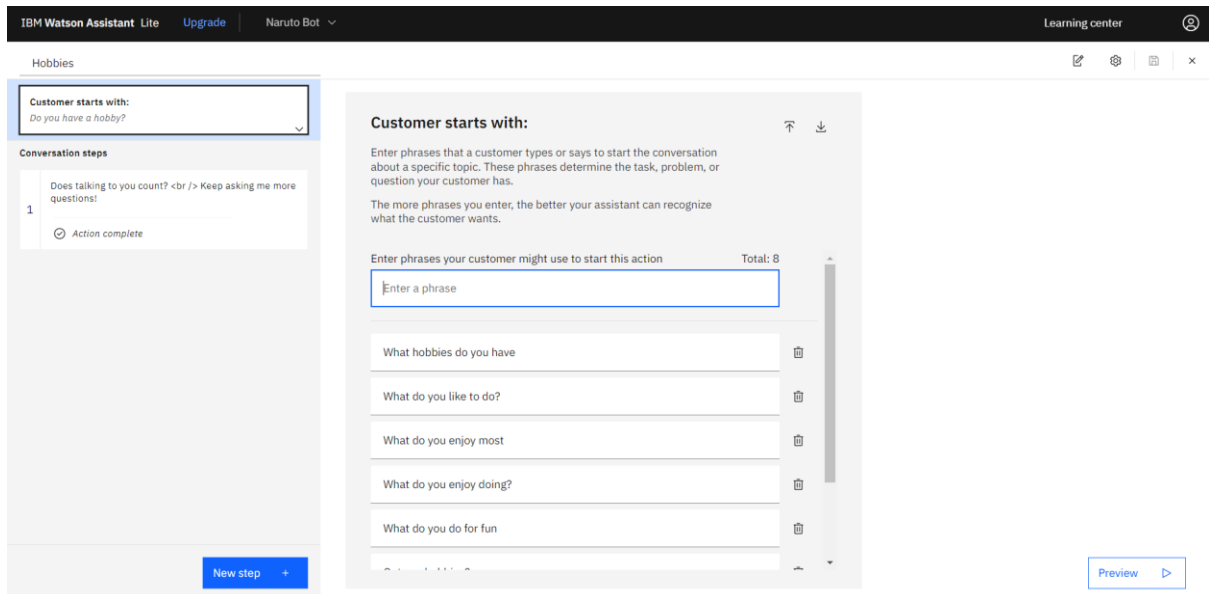 IBM Watson Assistant Lite Upgrade Naruto Bot Learning center
Hobbies
Customer starts with:
Do you have a hobby?
Conversation steps
1
Does talking to you count? <br /> Keep asking me more
questions!
Action complete
New step +
Customer starts with:
Enter phrases that a customer types or says to start the conversation
about a specific topic. These phrases determine the task, problem, or
question your customer has.
The more phrases you enter, the better your assistant can recognize
what the customer wants.
Enter phrases your customer might use to start this action Total: 8
Enter a phrase
What hobbies do you have
What do you like to do?
What do you enjoy most
What do you enjoy doing?
What do you do for fun
Preview